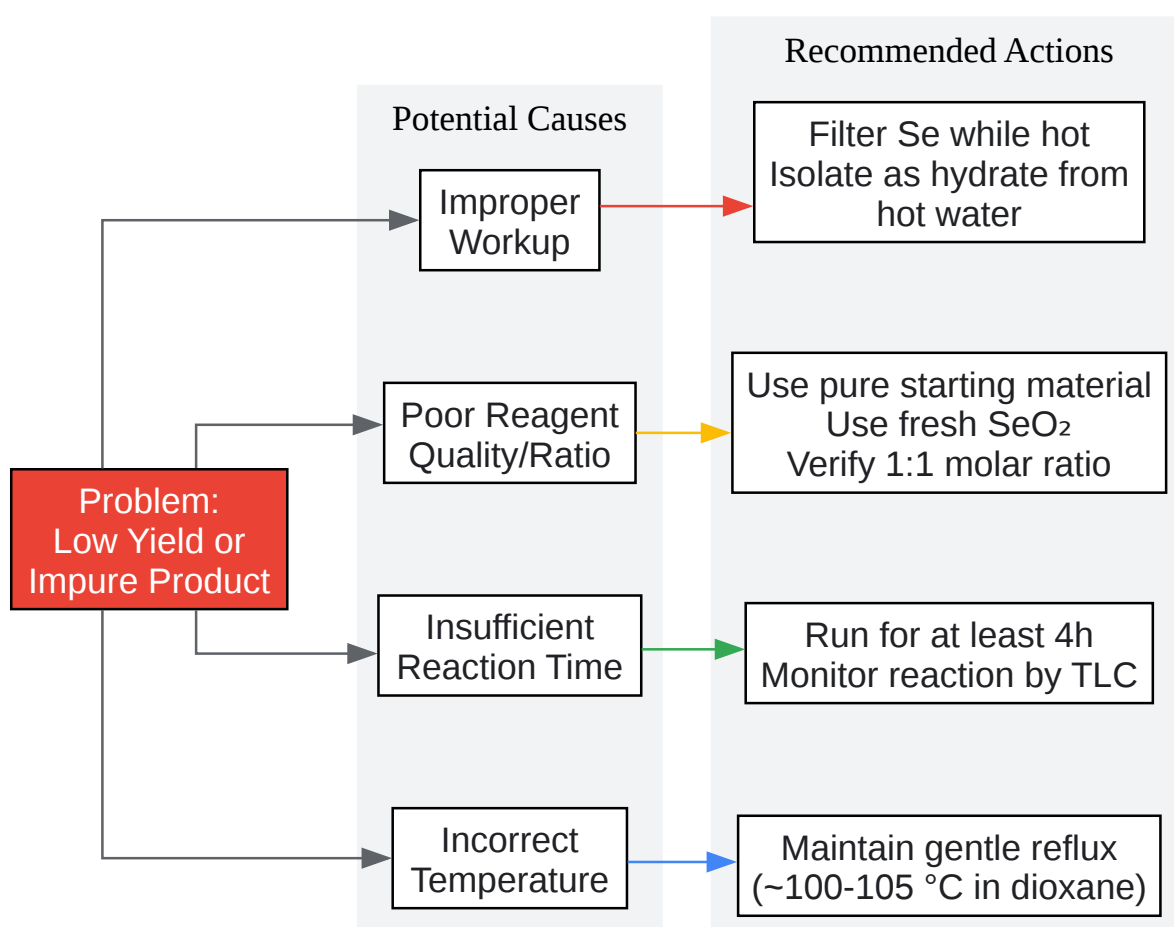 Recommended Actions
Potential Causes
Filter Se while hot
Isolate as hydrate from
hot water
Improper
Workup
Use pure starting material
Use fresh SeO₂
Verify 1:1 molar ratio
Poor Reagent
Quality/Ratio
Problem:
Low Yield or
Impure Product
Insufficient
Reaction Time
Run for at least 4h
Monitor reaction by TLC
Incorrect
Temperature
Maintain gentle reflux
(~100-105 °C in dioxane)